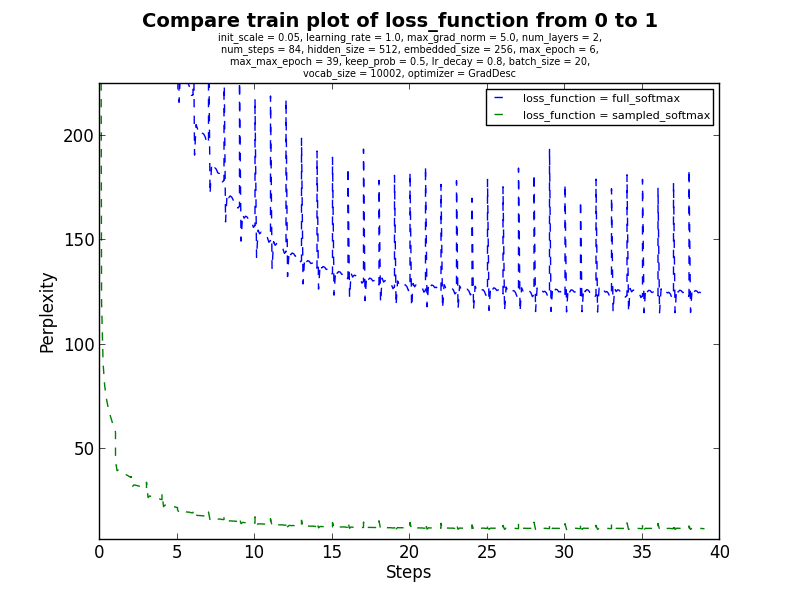 Compare train plot of loss_function from 0 to 1
init_scale = 0.05, learning_rate = 1.0, max_grad_norm = 5.0, num_layers = 2,
num_steps = 84, hidden_size = 512, embedded_size = 256, max_epoch = 6,
max_max_epoch = 39, keep_prob = 0.5, lr_decay = 0.8, batch_size = 20,
vocab_size = 10002, optimizer = GradDesc
loss_function = full_softmax
loss_function = sampled_softmax
200
150
100
50
Perplexity
0 5 10 15 20 25 30 35 40
Steps